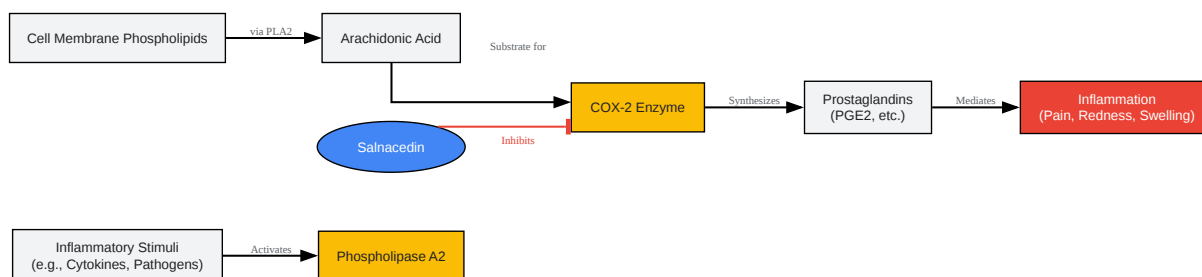 Cell Membrane Phospholipids
via PLA2
Arachidonic Acid
Substrate for
COX-2 Enzyme
Synthesizes
Prostaglandins
(PGE2, etc.)
Mediates
Inflammation
(Pain, Redness, Swelling)
Salnacedin
Inhibits
Inflammatory Stimuli
(e.g., Cytokines, Pathogens)
Activates
Phospholipase A2